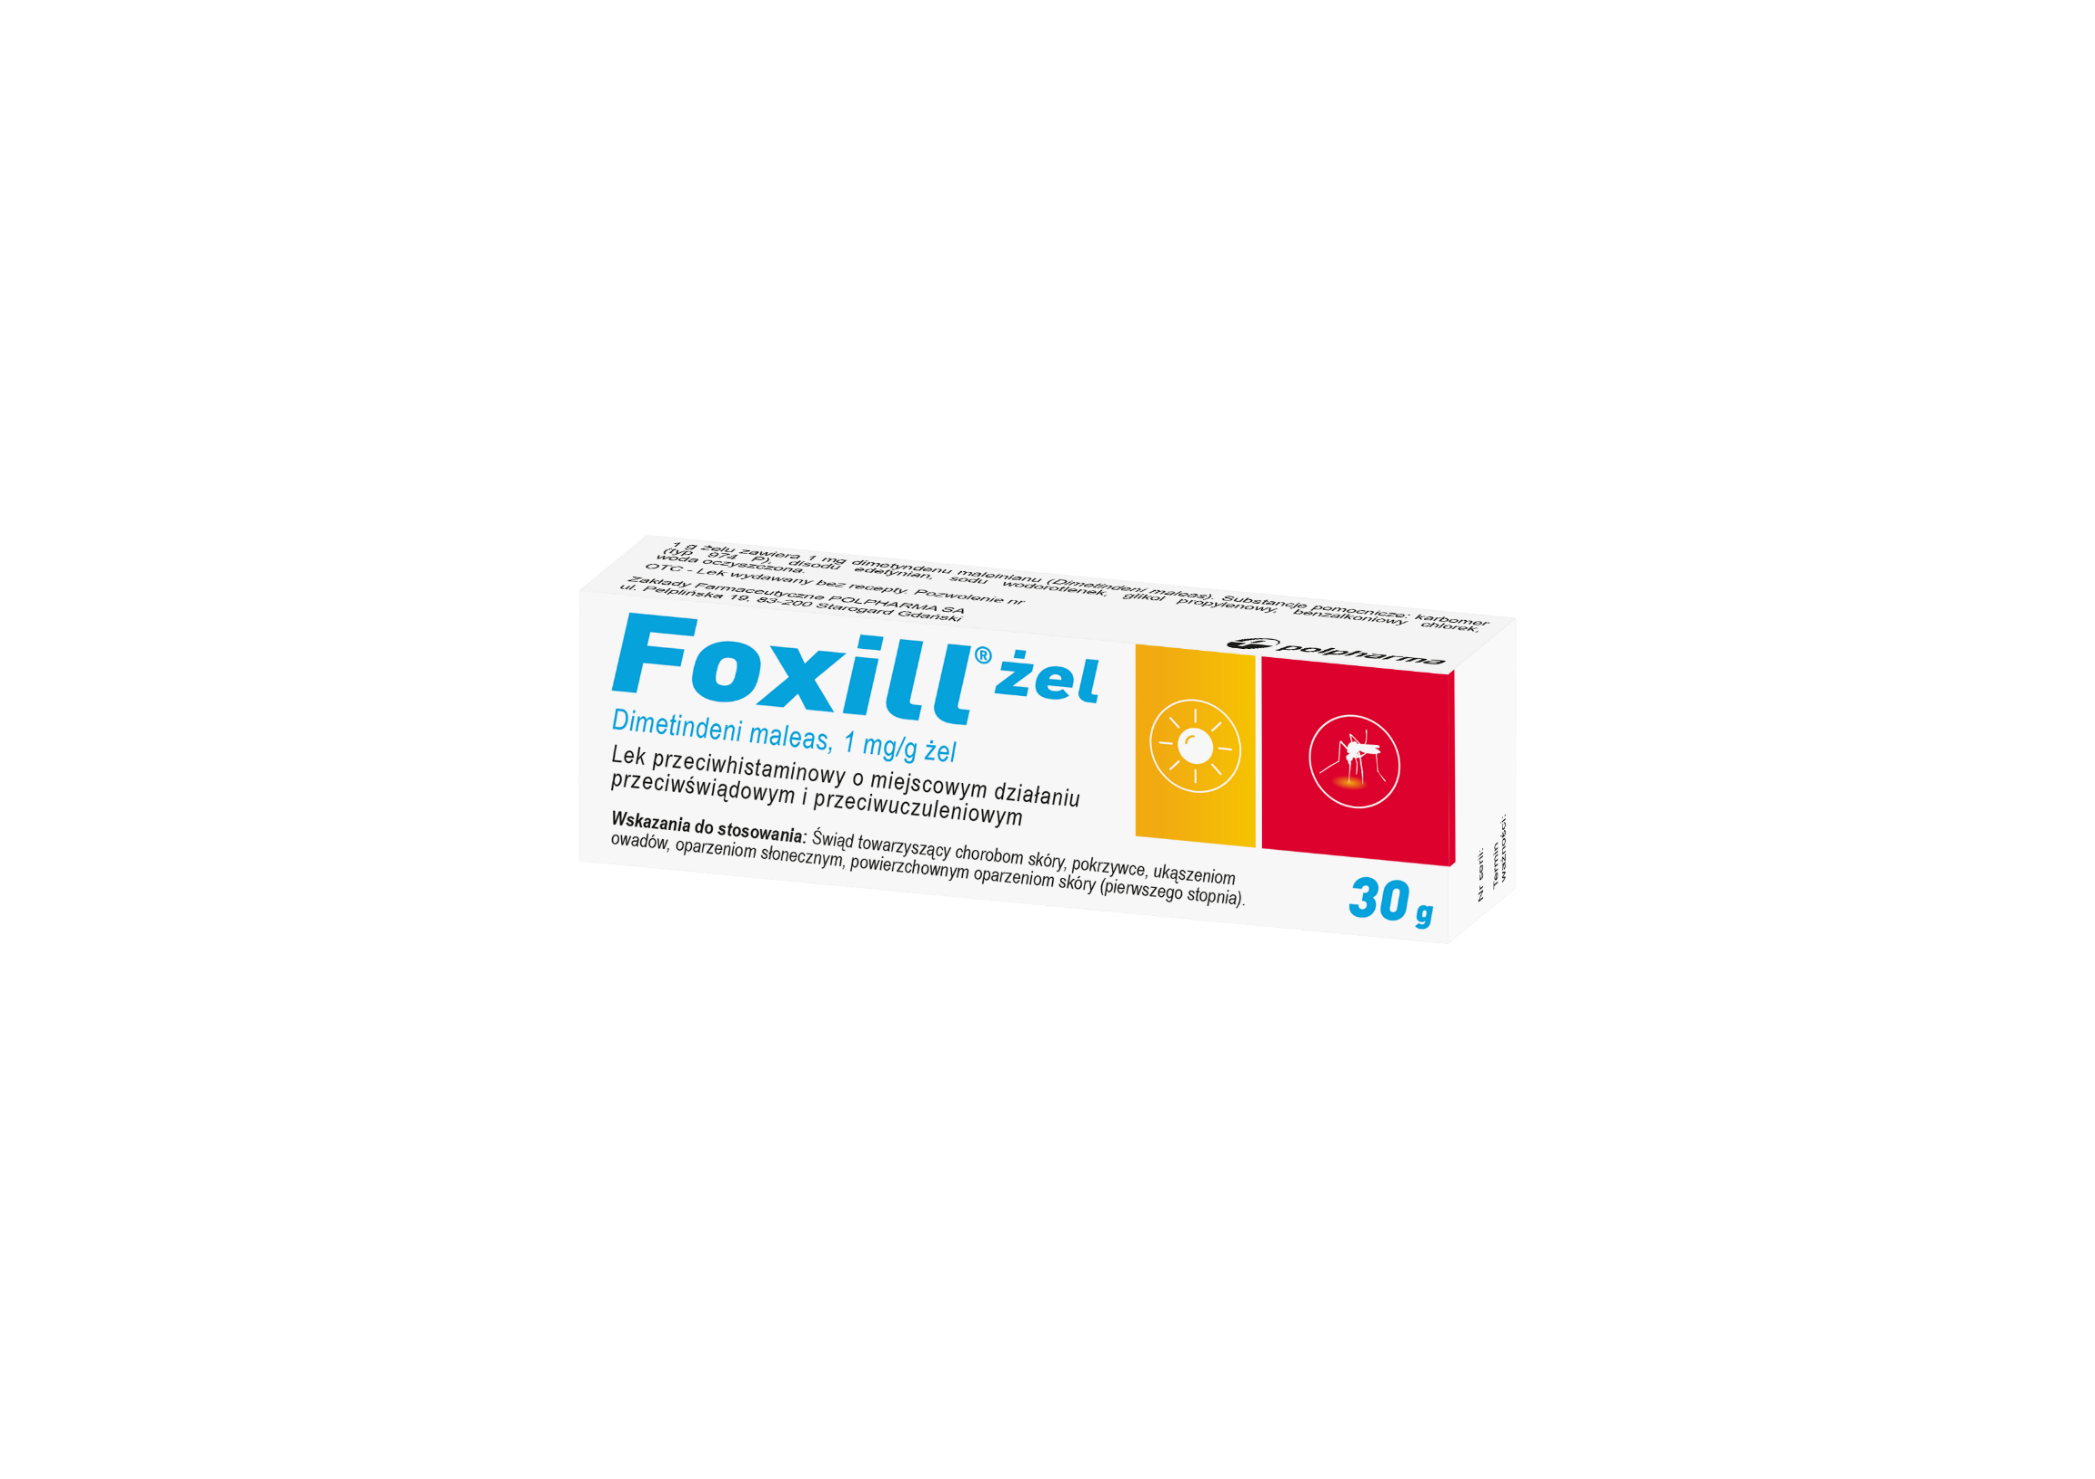 1 g żelu zawiera 1 mg dimetyndenu maleinianu (Dimetindeni maleas). Substancje pomocnicze: karbomer
(typ 974 P), disodu edetynian, sodu wodorotlenek, glikol propylenowy, benzalkoniowy chlorek,
woda oczyszczona.
OTC - Lek wydawany bez recepty. Pozwolenie nr
Zakłady Farmaceutyczne POLPHARMA SA
ul. Pelplińska 19, 83-200 Starogard Gdański
polpharma
Foxill® żel
Dimetindeni maleas, 1 mg/g żel
Lek przeciwhistaminowy o miejscowym działaniu
przeciwświądowym i przeciwuczuleniowym
Wskazania do stosowania: Świąd towarzyszący chorobom skóry, pokrzywce, ukąszeniom
owadów, oparzeniom słonecznym, powierzchownym oparzeniom skóry (pierwszego stopnia).
30 g
Nr serii:
Termin
ważności: